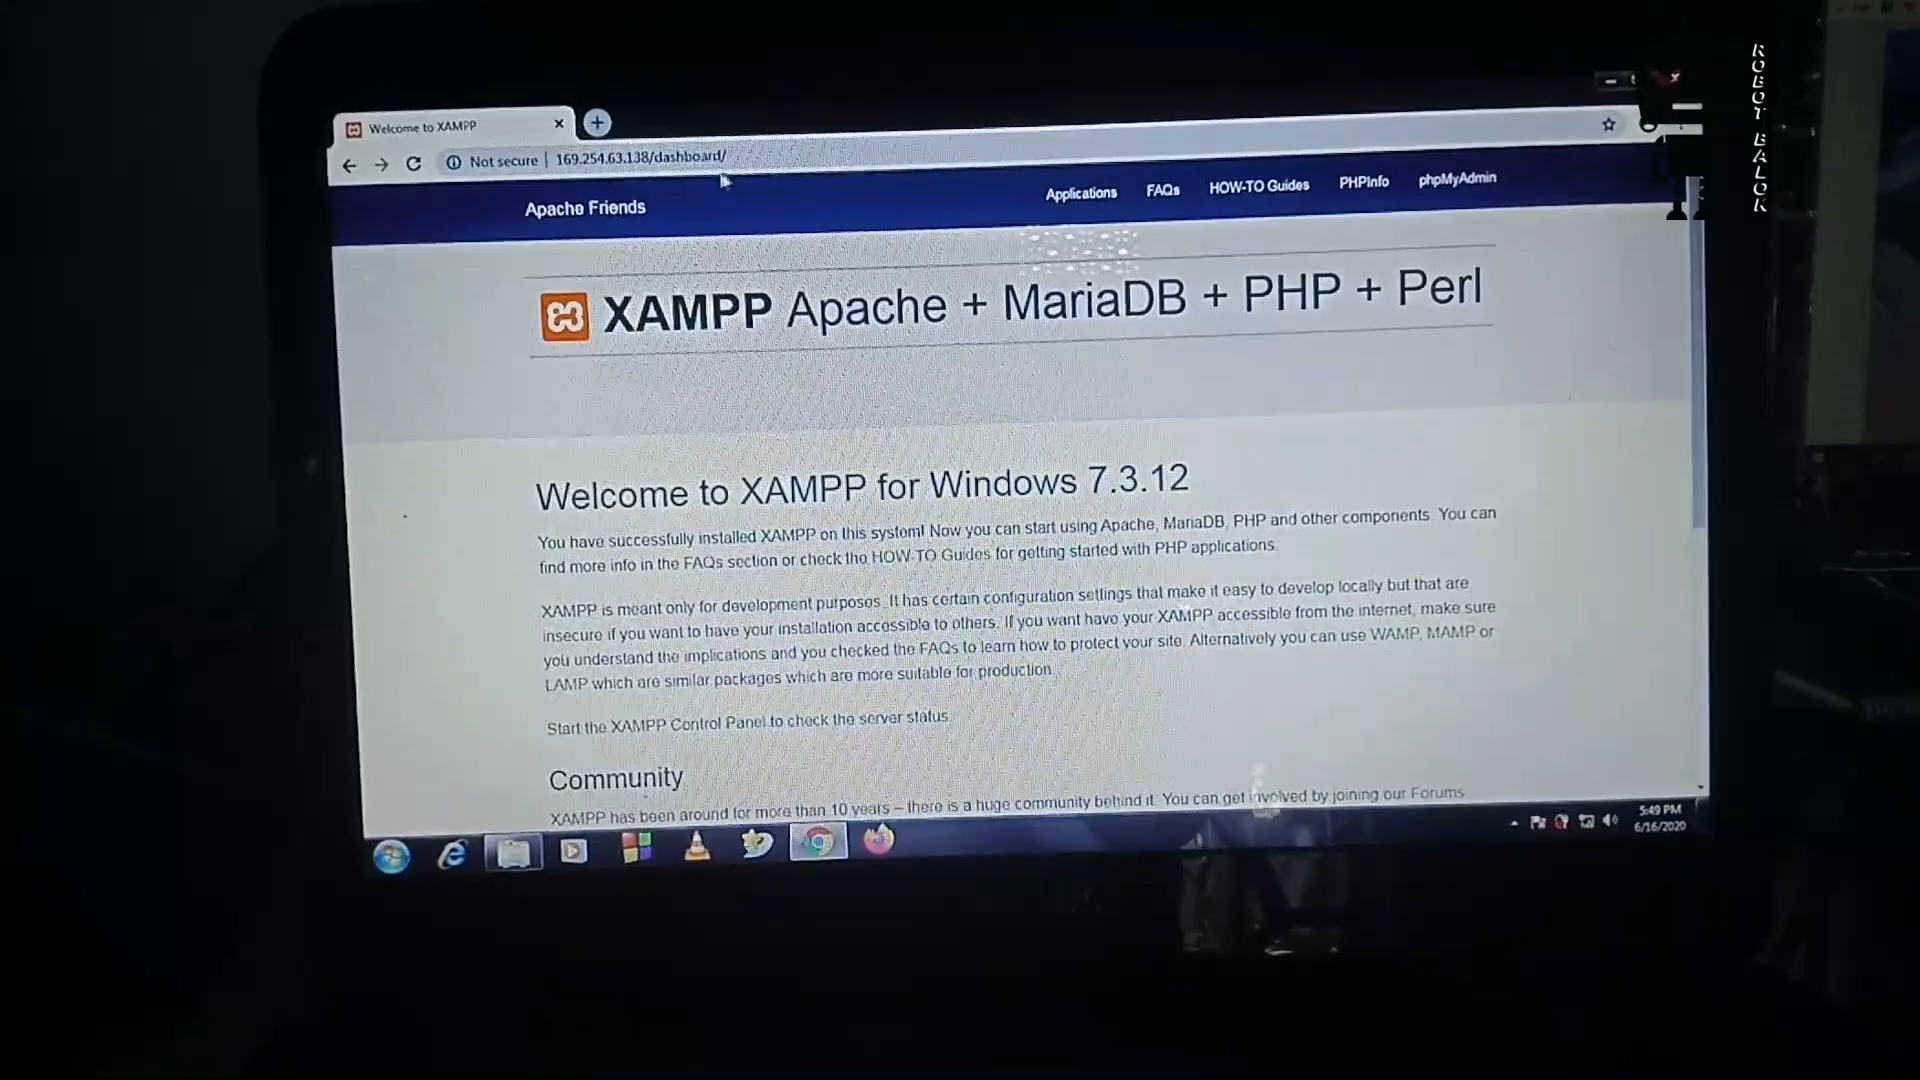 Welcome to XAMPP
Not secure | 169.254.63.138/dashboard/
Apache Friends
Applications
FAQs
HOW-TO Guides
PHPInfo
phpMyAdmin
XAMPP Apache + MariaDB + PHP + Perl
Welcome to XAMPP for Windows 7.3.12
You have successfully installed XAMPP on this system! Now you can start using Apache, MariaDB, PHP and other components. You can
find more info in the FAQs section or check the HOW-TO Guides for getting started with PHP applications.
XAMPP is meant only for development purposes. It has certain configuration settings that make it easy to develop locally but that are
insecure if you want to have your installation accessible to others. If you want have your XAMPP accessible from the internet, make sure
you understand the implications and you checked the FAQs to learn how to protect your site. Alternatively you can use WAMP, MAMP or
LAMP which are similar packages which are more suitable for production.
Start the XAMPP Control Panel to check the server status.
Community
XAMPP has been around for more than 10 years – there is a huge community behind it. You can get involved by joining our Forums
5:49 PM
6/16/2020
ROBOT BALOK